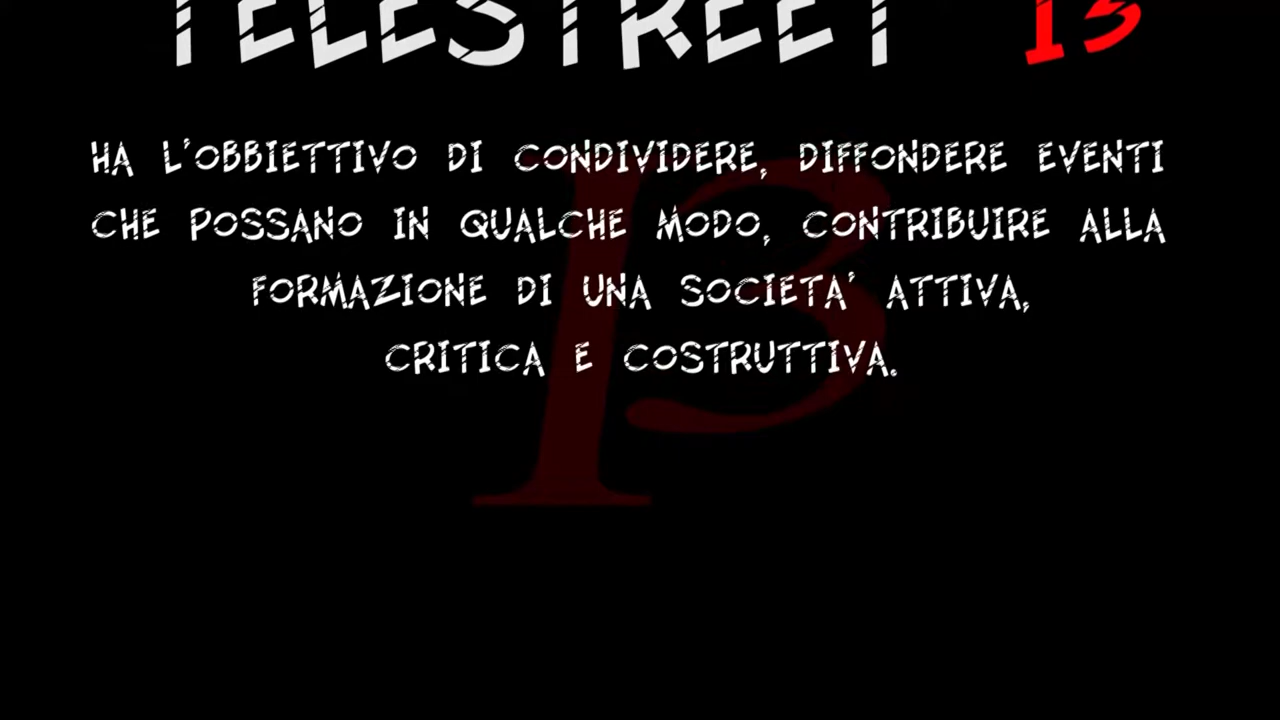 TELESTREET 13
HA L'OBBIETTIVO DI CONDIVIDERE, DIFFONDERE EVENTI
CHE POSSANO IN QUALCHE MODO, CONTRIBUIRE ALLA
FORMAZIONE DI UNA SOCIETA' ATTIVA,
CRITICA E COSTRUTTIVA.
13